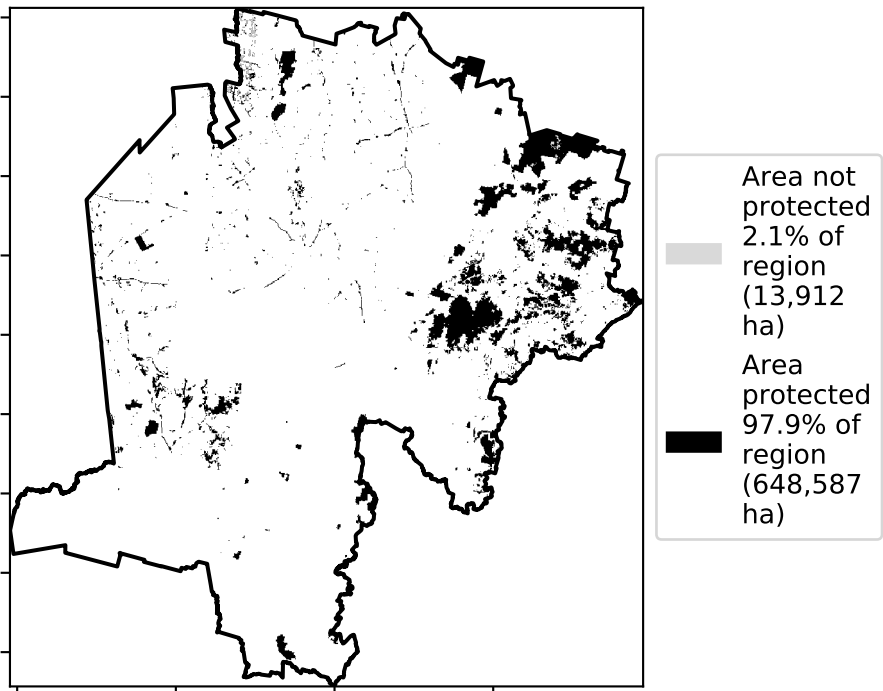 Area not
protected
2.1% of
region
(13,912
ha)
Area
protected
97.9% of
region
(648,587
ha)